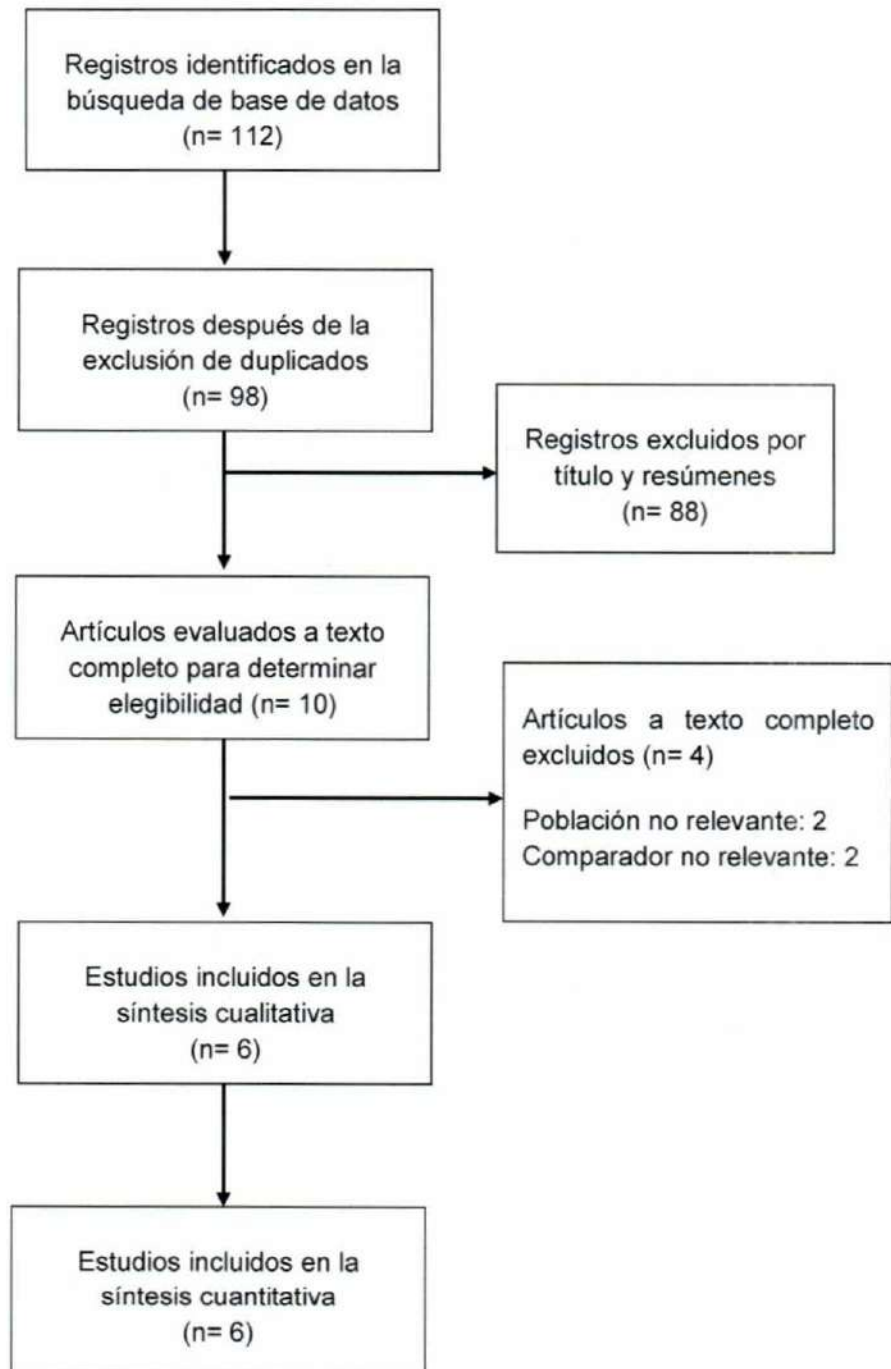 Registros identificados en la
búsqueda de base de datos
(n= 112)
Registros después de la
exclusión de duplicados
(n= 98)
Registros excluidos por
título y resúmenes
(n= 88)
Artículos evaluados a texto
completo para determinar
elegibilidad (n= 10)
Artículos a texto completo
excluidos (n= 4)
Población no relevante: 2
Comparador no relevante: 2
Estudios incluidos en la
síntesis cualitativa
(n= 6)
Estudios incluidos en la
síntesis cuantitativa
(n= 6)